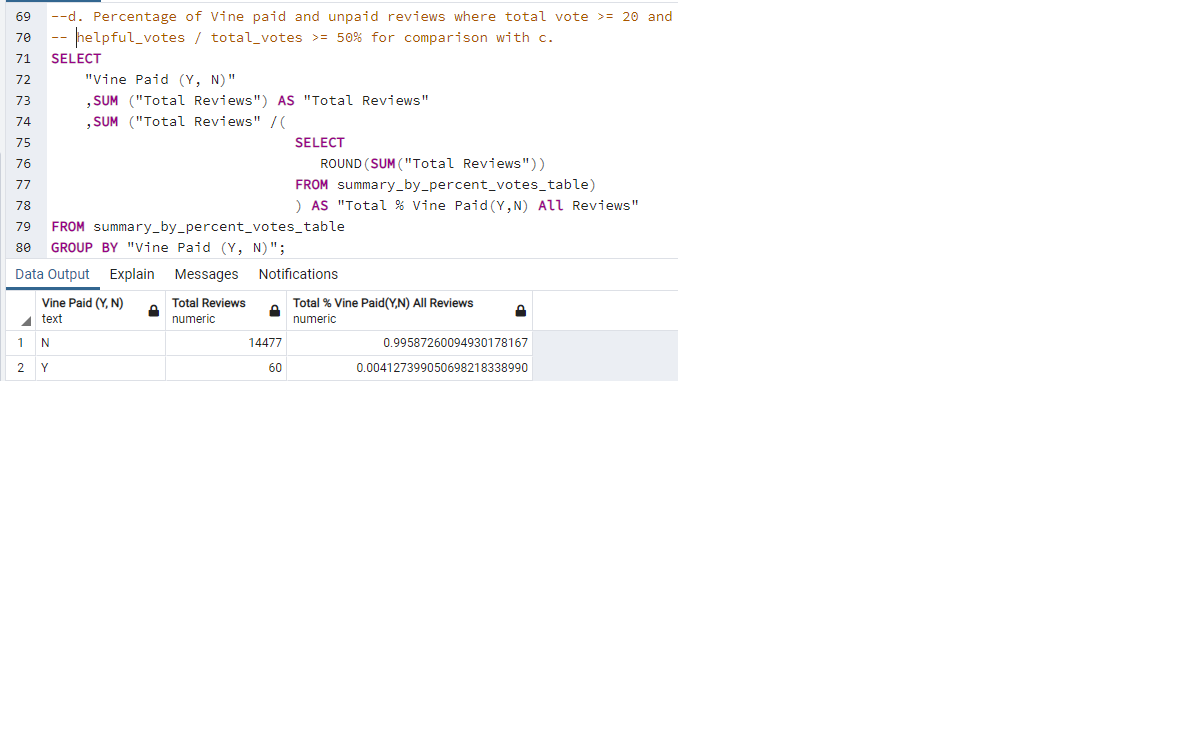 69 --d. Percentage of Vine paid and unpaid reviews where total vote >= 20 and
70 -- helpful_votes / total_votes >= 50% for comparison with c.
71 SELECT
72 "Vine Paid (Y, N)"
73 ,SUM ("Total Reviews") AS "Total Reviews"
74 ,SUM ("Total Reviews" /(
75 SELECT
76 ROUND(SUM("Total Reviews"))
77 FROM summary_by_percent_votes_table)
78 ) AS "Total % Vine Paid(Y,N) All Reviews"
79 FROM summary_by_percent_votes_table
80 GROUP BY "Vine Paid (Y, N)";
Data Output Explain Messages Notifications
Vine Paid (Y, N) Total Reviews Total % Vine Paid(Y,N) All Reviews
text numeric numeric
1 N 14477 0.99587260094930178167
2 Y 60 0.004127399050698218338990